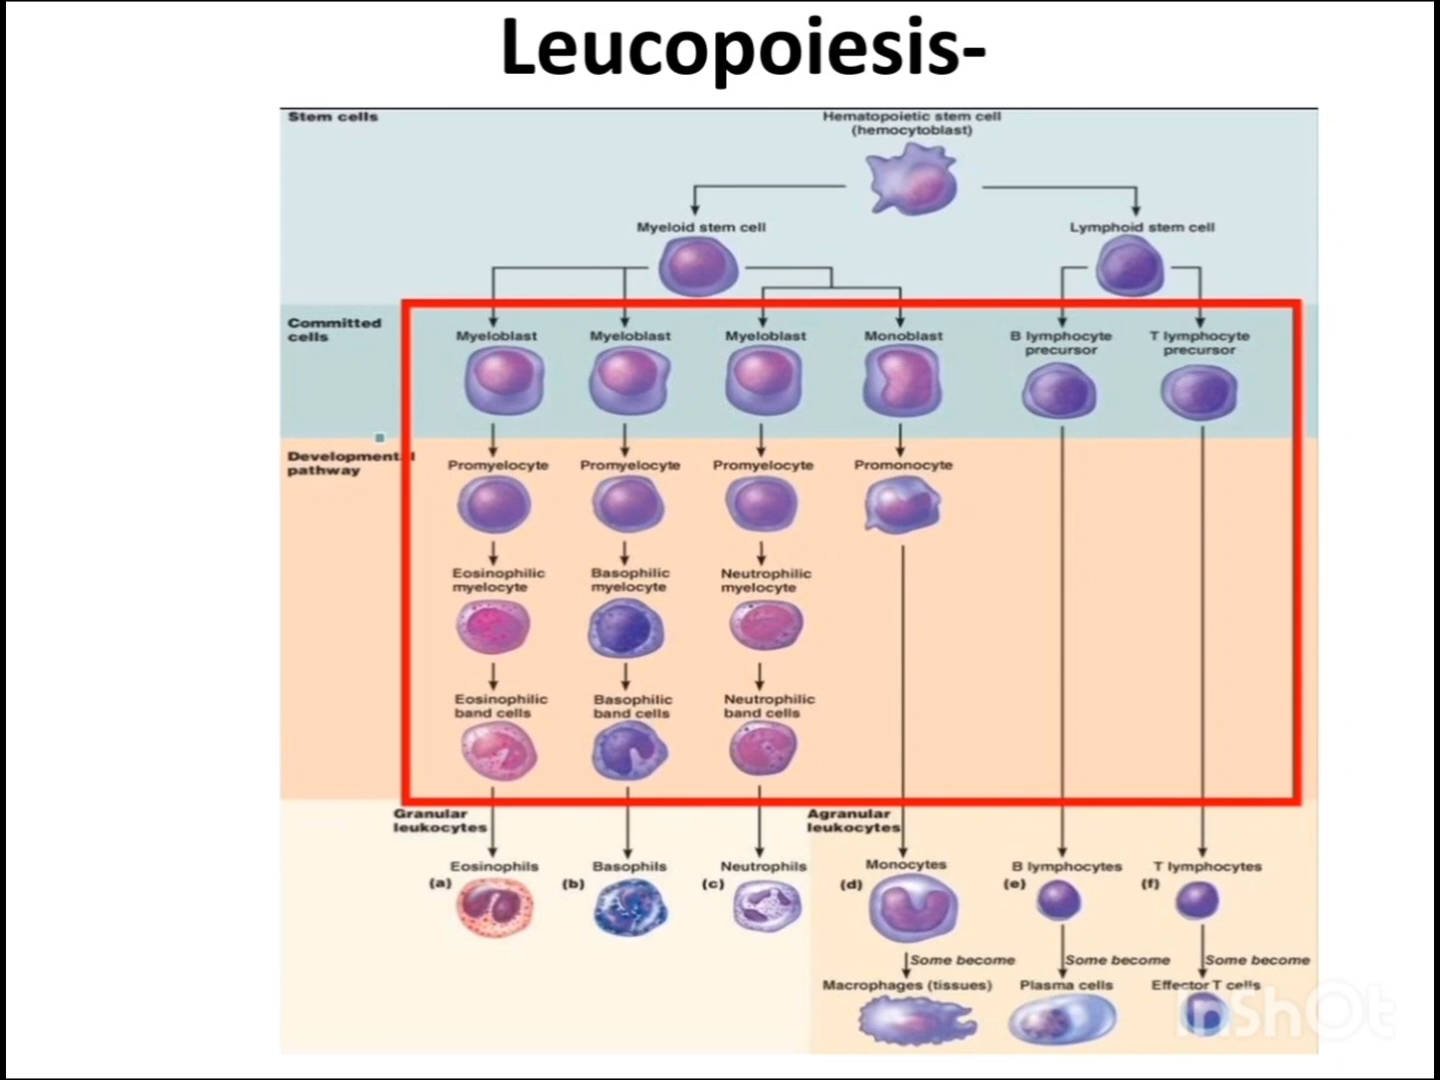 Leucopoiesis-
Stem cells
Hematopoietic stem cell
(hemocytoblast)
Myeloid stem cell
Lymphoid stem cell
Committed
cells
Myeloblast
Myeloblast
Myeloblast
Monoblast
B lymphocyte
precursor
T lymphocyte
precursor
Developmental
pathway
Promyelocyte
Promyelocyte
Promyelocyte
Promonocyte
Eosinophilic
myelocyte
Basophilic
myelocyte
Neutrophilic
myelocyte
Eosinophilic
band cells
Basophilic
band cells
Neutrophilic
band cells
Granular
leukocytes
Agranular
leukocytes
Eosinophils
Basophils
Neutrophils
Monocytes
B lymphocytes
T lymphocytes
(a)
(b)
(c)
(d)
(e)
(f)
Some become
Some become
Some become
Macrophages (tissues)
Plasma cells
Effector T cells
InShOt